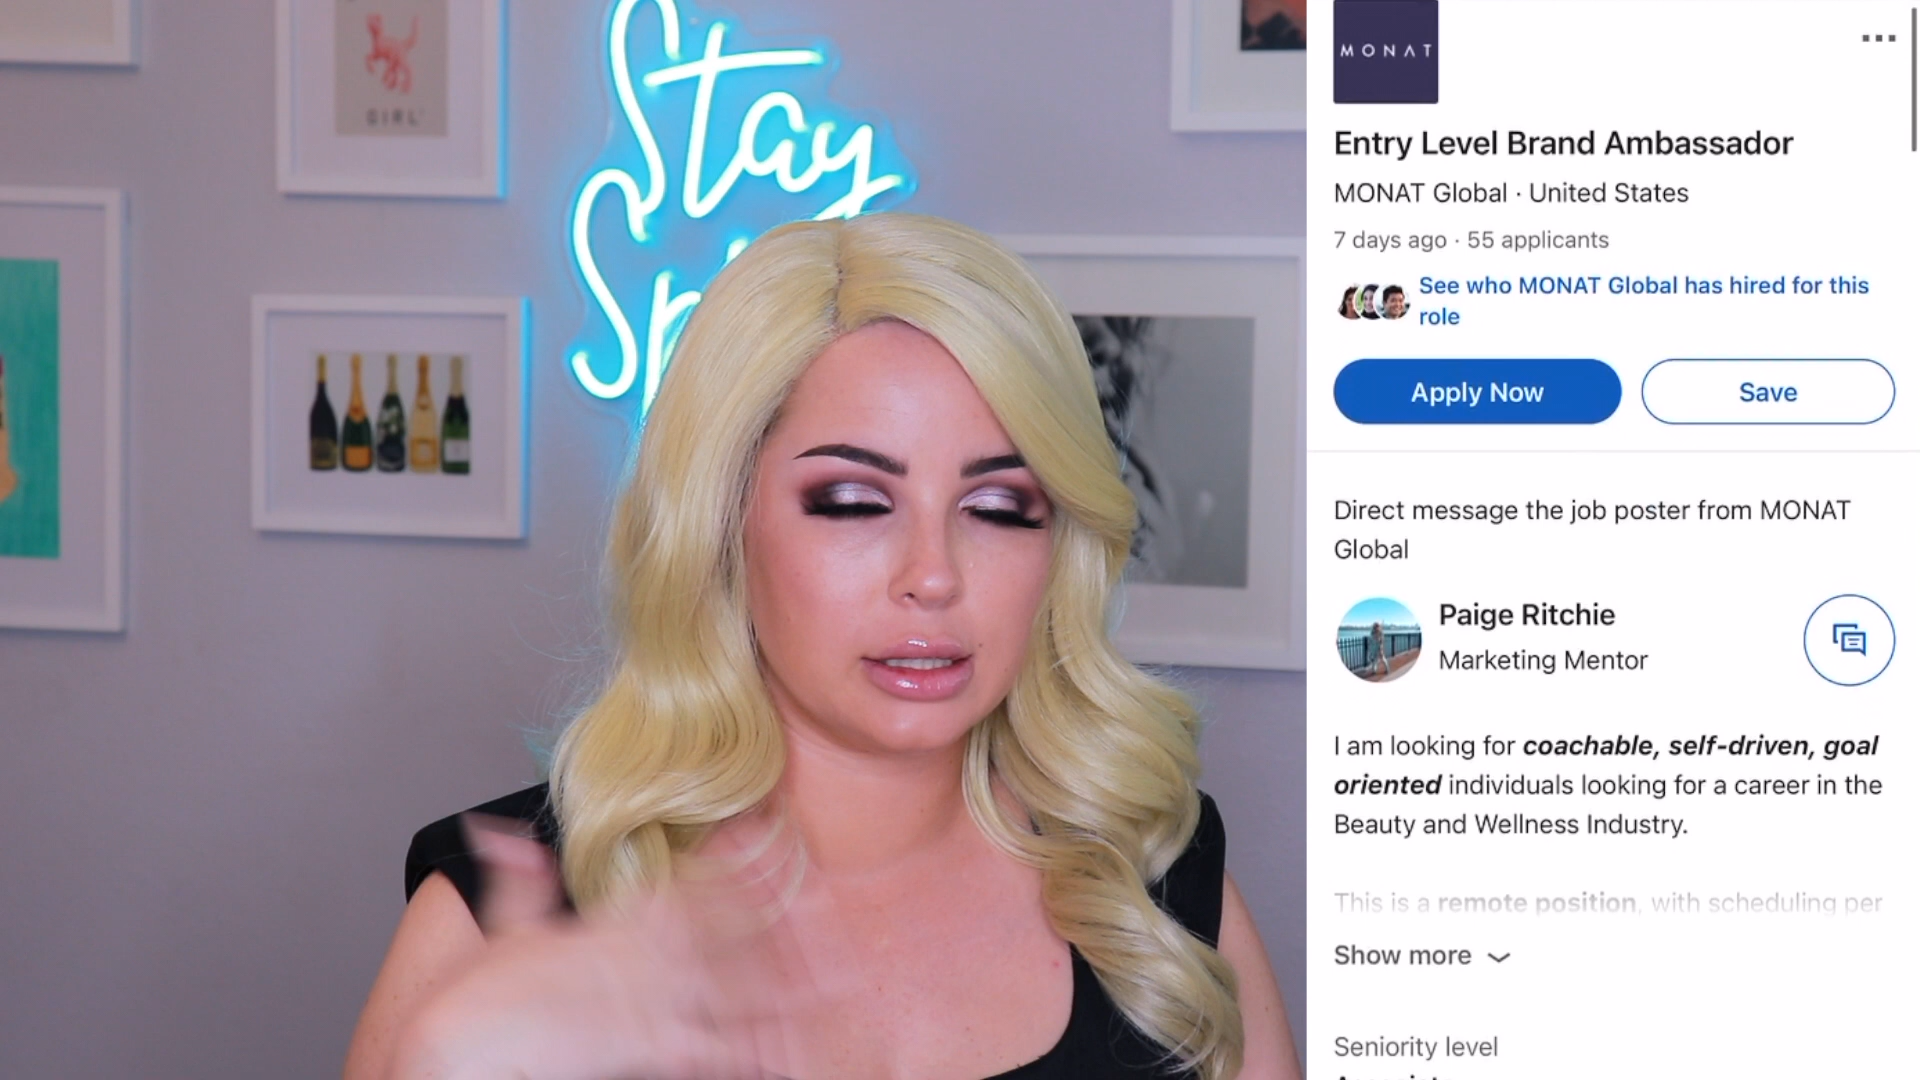 GIRL
Stay
MONAT
Entry Level Brand Ambassador
MONAT Global · United States
7 days ago · 55 applicants
See who MONAT Global has hired for this
role
Apply Now
Save
Direct message the job poster from MONAT
Global
Paige Ritchie
Marketing Mentor
I am looking for coachable, self-driven, goal
oriented individuals looking for a career in the
Beauty and Wellness Industry.
This is a remote position, with scheduling per
Show more
Seniority level